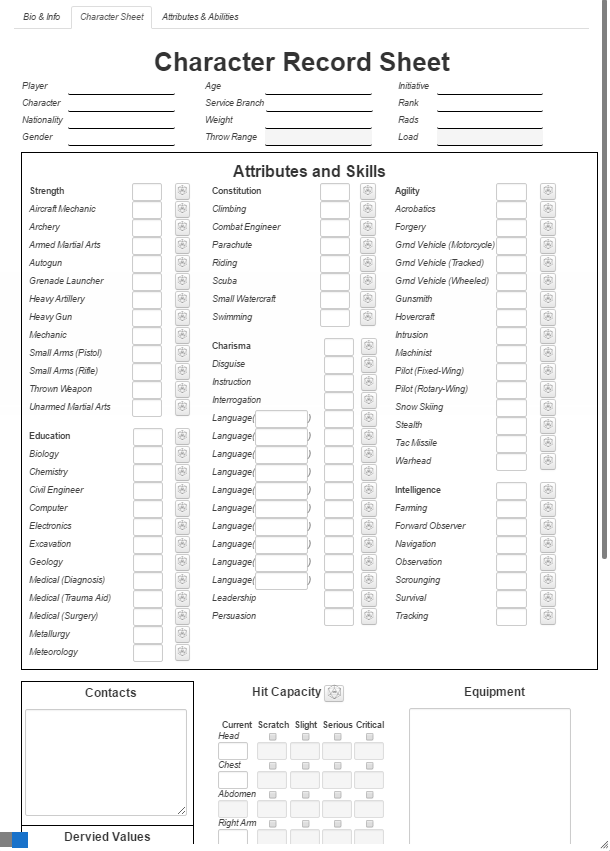 Bio & Info Character Sheet Attributes & Abilities
Character Record Sheet
Player Age Initiative
Character Service Branch Rank
Nationality Weight Rads
Gender Throw Range Load
Attributes and Skills
Strength
Aircraft Mechanic
Archery
Armed Martial Arts
Autogun
Grenade Launcher
Heavy Artillery
Heavy Gun
Mechanic
Small Arms (Pistol)
Small Arms (Rifle)
Thrown Weapon
Unarmed Martial Arts
Education
Biology
Chemistry
Civil Engineer
Computer
Electronics
Excavation
Geology
Medical (Diagnosis)
Medical (Trauma Aid)
Medical (Surgery)
Metallurgy
Meteorology
Constitution
Climbing
Combat Engineer
Parachute
Riding
Scuba
Small Watercraft
Swimming
Charisma
Disguise
Instruction
Interrogation
Language( )
Language( )
Language( )
Language( )
Language( )
Language( )
Language( )
Language( )
Language( )
Language( )
Leadership
Persuasion
Agility
Acrobatics
Forgery
Grnd Vehicle (Motorcycle)
Grnd Vehicle (Tracked)
Grnd Vehicle (Wheeled)
Gunsmith
Hovercraft
Intrusion
Machinist
Pilot (Fixed-Wing)
Pilot (Rotary-Wing)
Snow Skiing
Stealth
Tac Missile
Warhead
Intelligence
Farming
Forward Observer
Navigation
Observation
Scrounging
Survival
Tracking
Contacts
Dervied Values
Hit Capacity
Current Scratch Slight Serious Critical
Head
Chest
Abdomen
Right Arm
Equipment